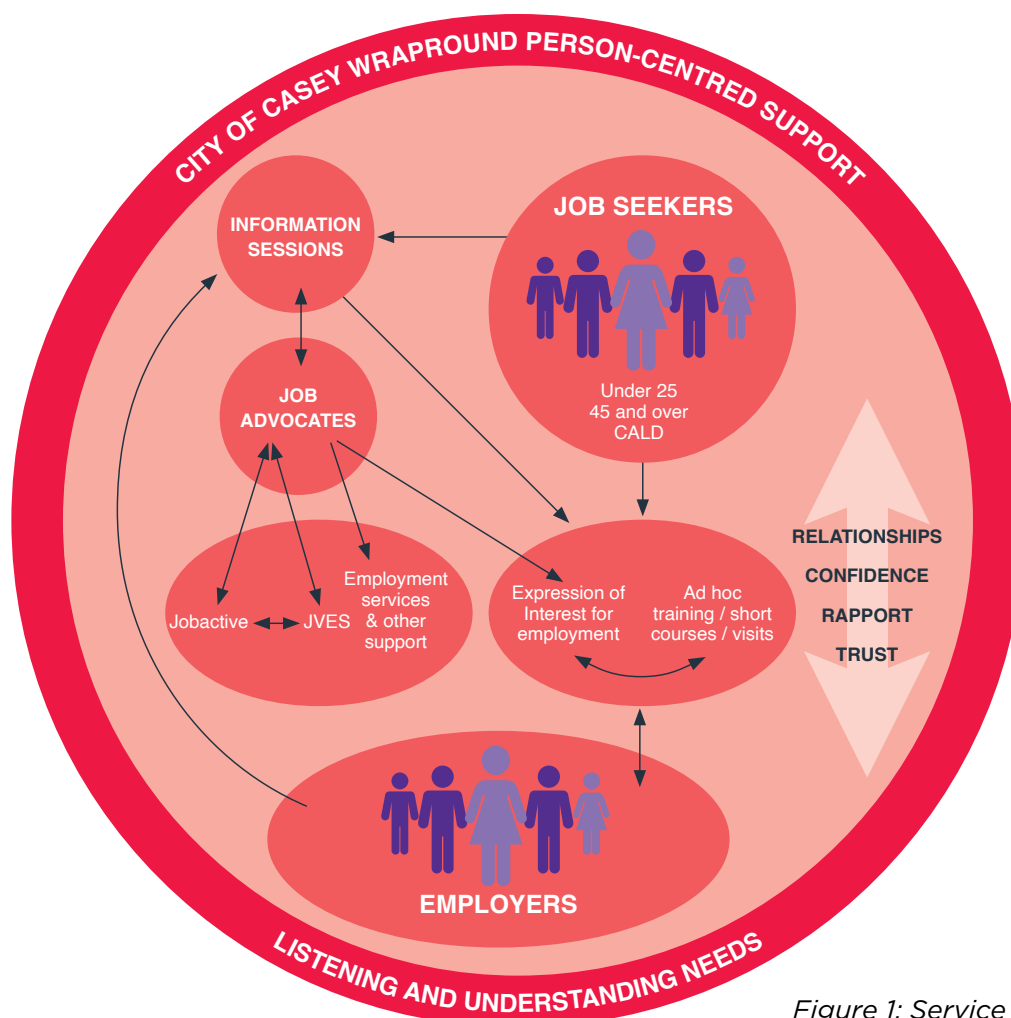 CITY OF CASEY WRAPROUND PERSON-CENTRED SUPPORT
INFORMATION
SESSIONS
JOB SEEKERS
Under 25
45 and over
CALD
JOB
ADVOCATES
Jobactive
JVES
Employment
services
& other
support
Expression of
Interest for
employment
Ad hoc
training / short
courses / visits
RELATIONSHIPS
CONFIDENCE
RAPPORT
TRUST
EMPLOYERS
LISTENING AND UNDERSTANDING NEEDS
Figure 1: Service